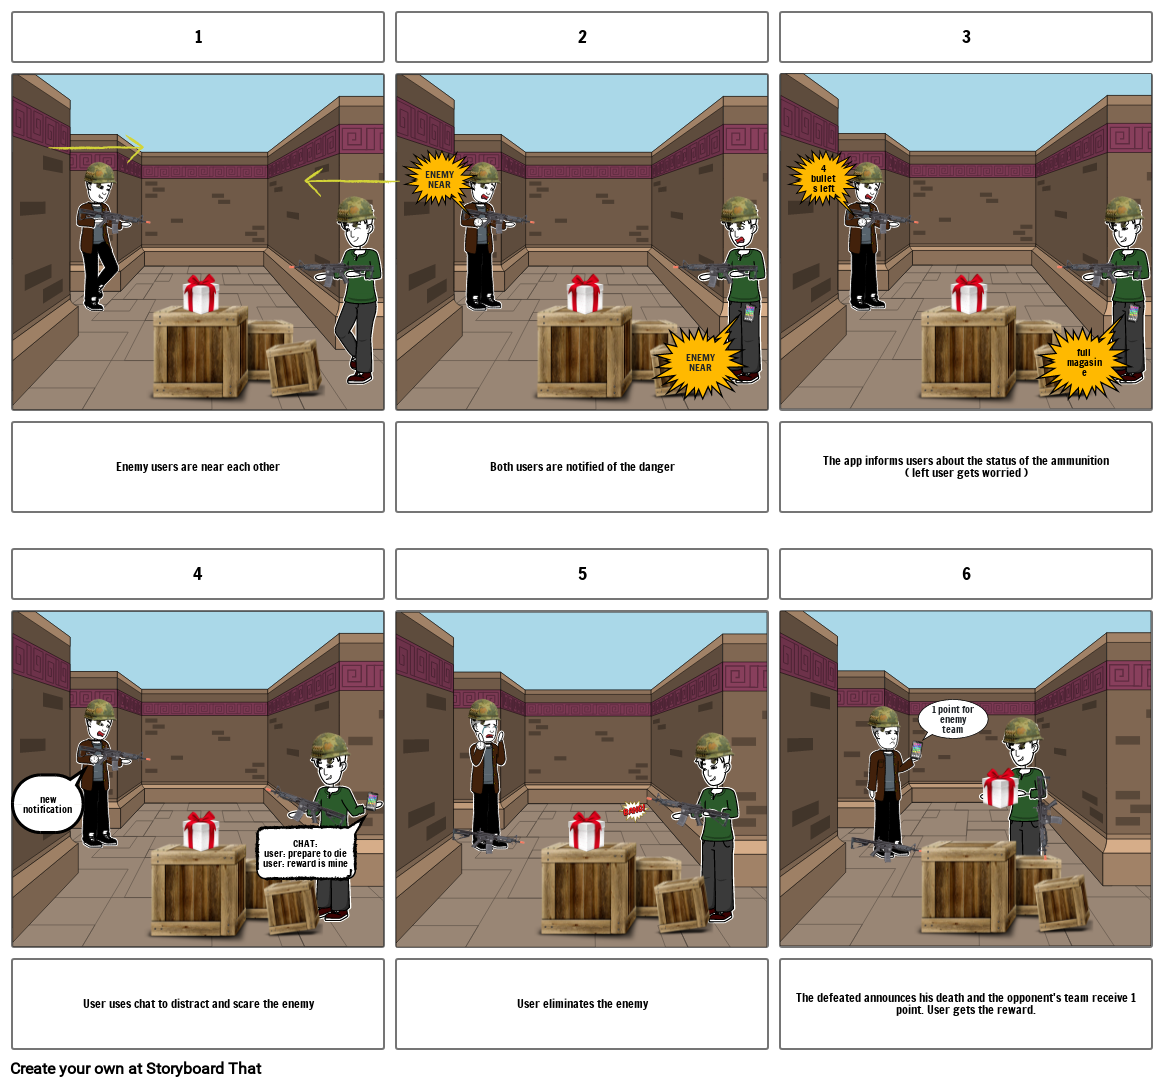 1
2
3
ENEMY
NEAR
ENEMY
NEAR
4
bullet
s left
full
magasin
e
Enemy users are near each other
Both users are notified of the danger
The app informs users about the status of the ammunition
( left user gets worried )
4
5
6
new
notification
CHAT:
user: prepare to die
user: reward is mine
1 point for
enemy
team
User uses chat to distract and scare the enemy
User eliminates the enemy
The defeated announces his death and the opponent's team receive 1
point. User gets the reward.
Create your own at Storyboard That